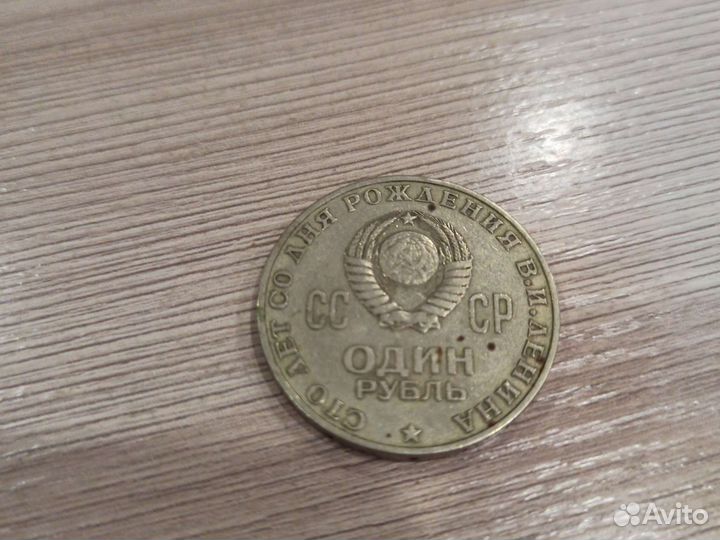 СТО ЛЕТ СО ДНЯ РОЖДЕНИЯ В.И.ЛЕНИНА
СС СР
ОДИН
РУБЛЬ
Avito